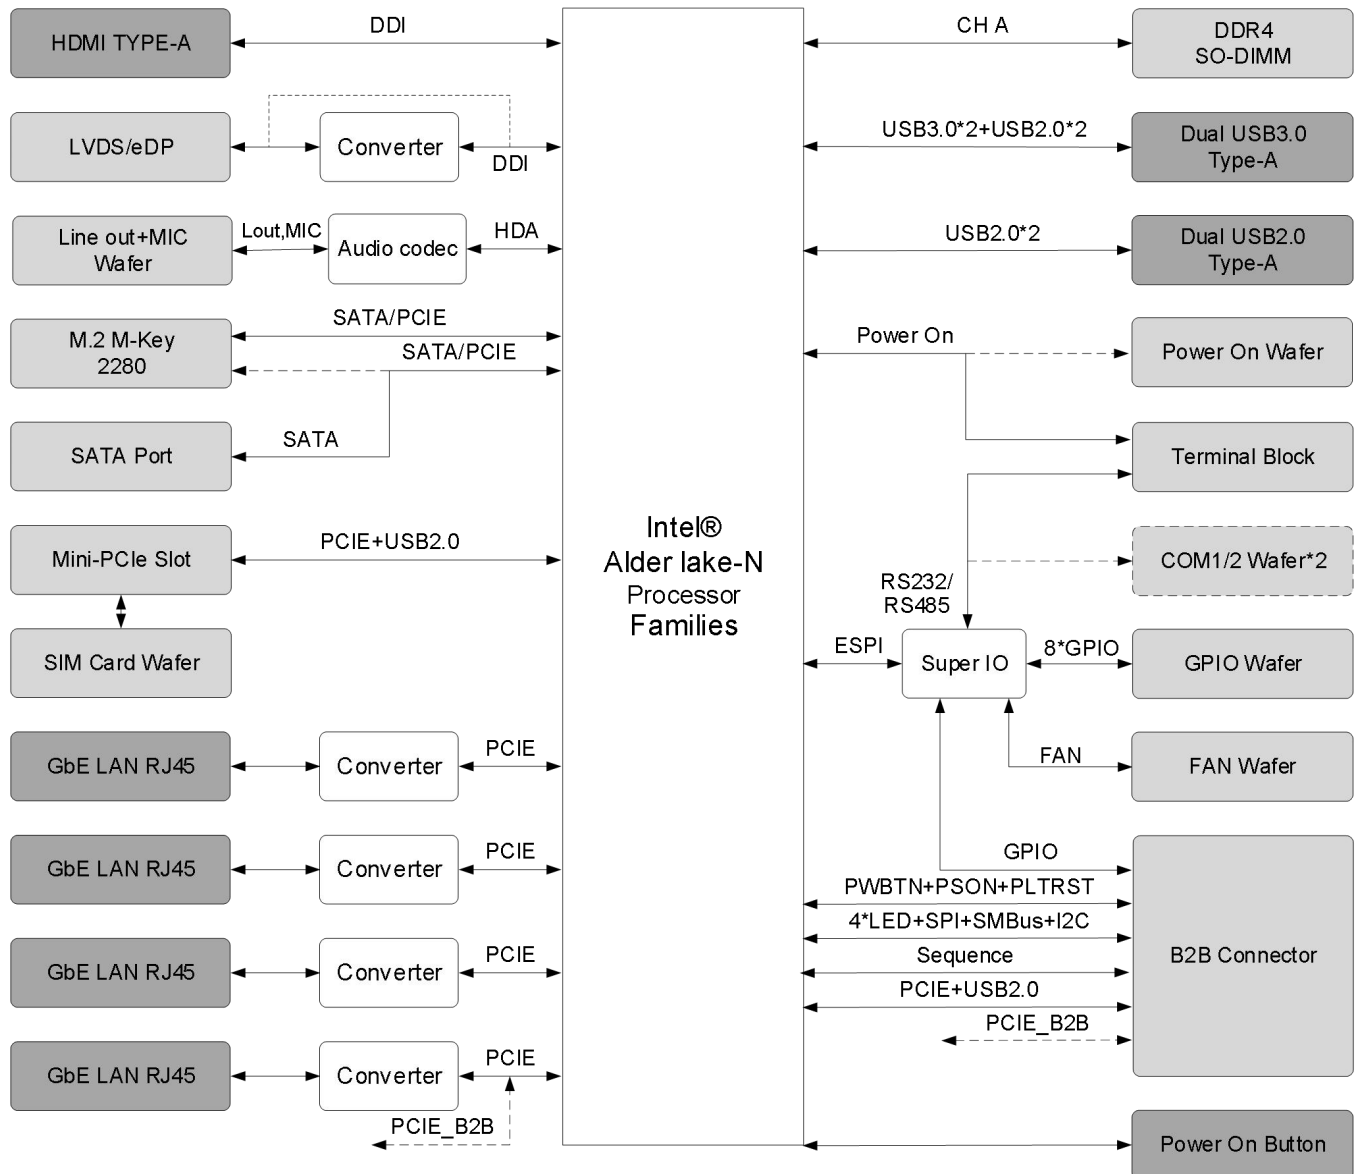 HDMI TYPE-A
DDI
LVDS/eDP
Converter
DDI
Line out+MIC
Wafer
Lout,MIC
Audio codec
HDA
M.2 M-Key
2280
SATA/PCIE
SATA/PCIE
SATA Port
SATA
Mini-PCIe Slot
PCIE+USB2.0
SIM Card Wafer
GbE LAN RJ45
Converter
PCIE
GbE LAN RJ45
Converter
PCIE
GbE LAN RJ45
Converter
PCIE
GbE LAN RJ45
Converter
PCIE
PCIE_B2B
Intel®
Alder lake-N
Processor
Families
CH A
DDR4
SO-DIMM
USB3.0*2+USB2.0*2
Dual USB3.0
Type-A
USB2.0*2
Dual USB2.0
Type-A
Power On
Power On Wafer
Terminal Block
COM1/2 Wafer*2
RS232/
RS485
ESPI
Super IO
8*GPIO
GPIO Wafer
FAN
FAN Wafer
GPIO
PWBTN+PSON+PLTRST
4*LED+SPI+SMBus+I2C
Sequence
PCIE+USB2.0
PCIE_B2B
B2B Connector
Power On Button